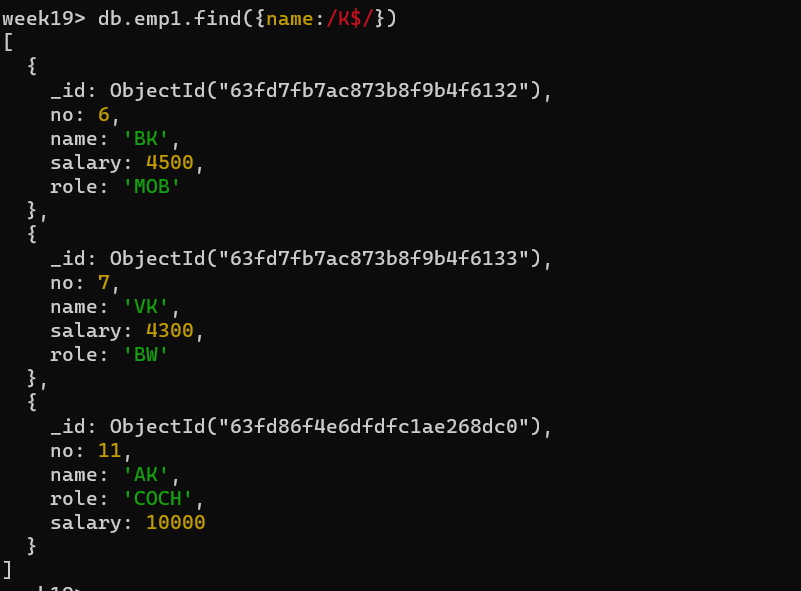 week19> db.emp1.find({name:/K$/})
[
  {
    _id: ObjectId("63fd7fb7ac873b8f9b4f6132"),
    no: 6,
    name: 'BK',
    salary: 4500,
    role: 'MOB'
  },
  {
    _id: ObjectId("63fd7fb7ac873b8f9b4f6133"),
    no: 7,
    name: 'VK',
    salary: 4300,
    role: 'BW'
  },
  {
    _id: ObjectId("63fd86f4e6dfdfc1ae268dc0"),
    no: 11,
    name: 'AK',
    role: 'COCH',
    salary: 10000
  }
]